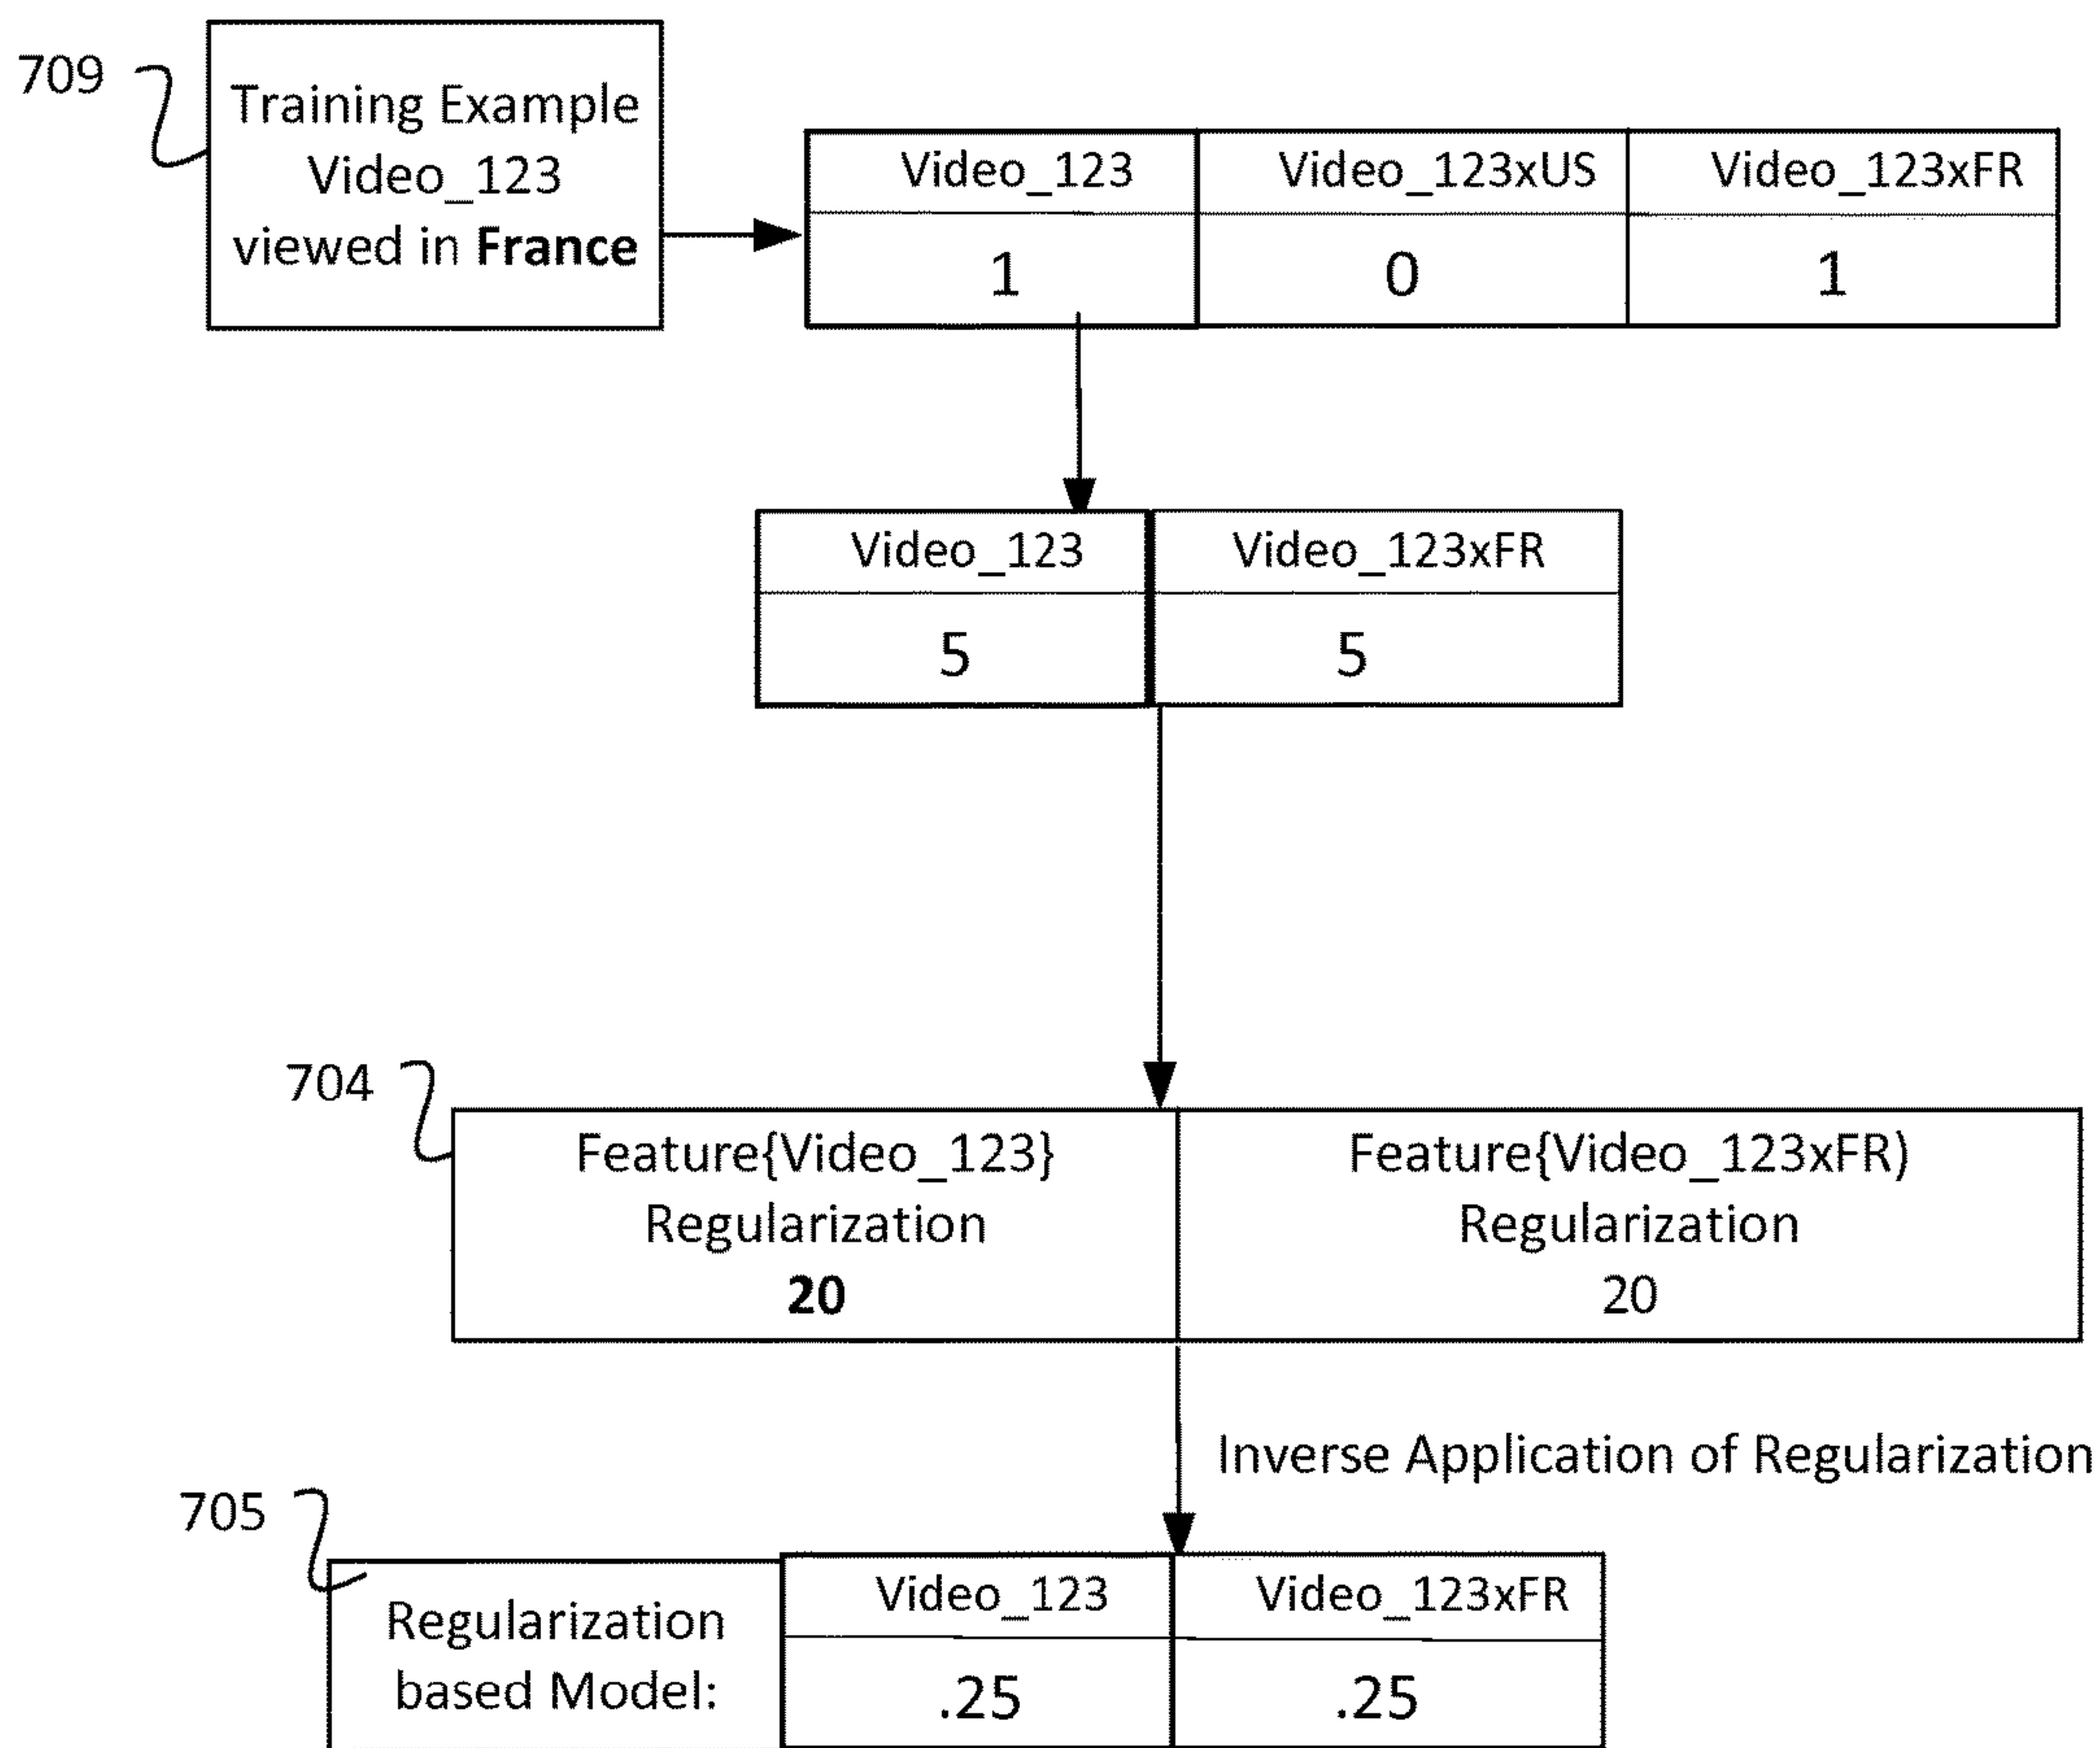 709
Training Example
Video_123
viewed in France
Video_123 Video_123xUS Video_123xFR
1 0 1
Video_123 Video_123xFR
5 5
704
Feature{Video_123} Feature{Video_123xFR)
Regularization Regularization
20 20
Inverse Application of Regularization
705
Regularization
based Model:
Video_123 Video_123xFR
.25 .25